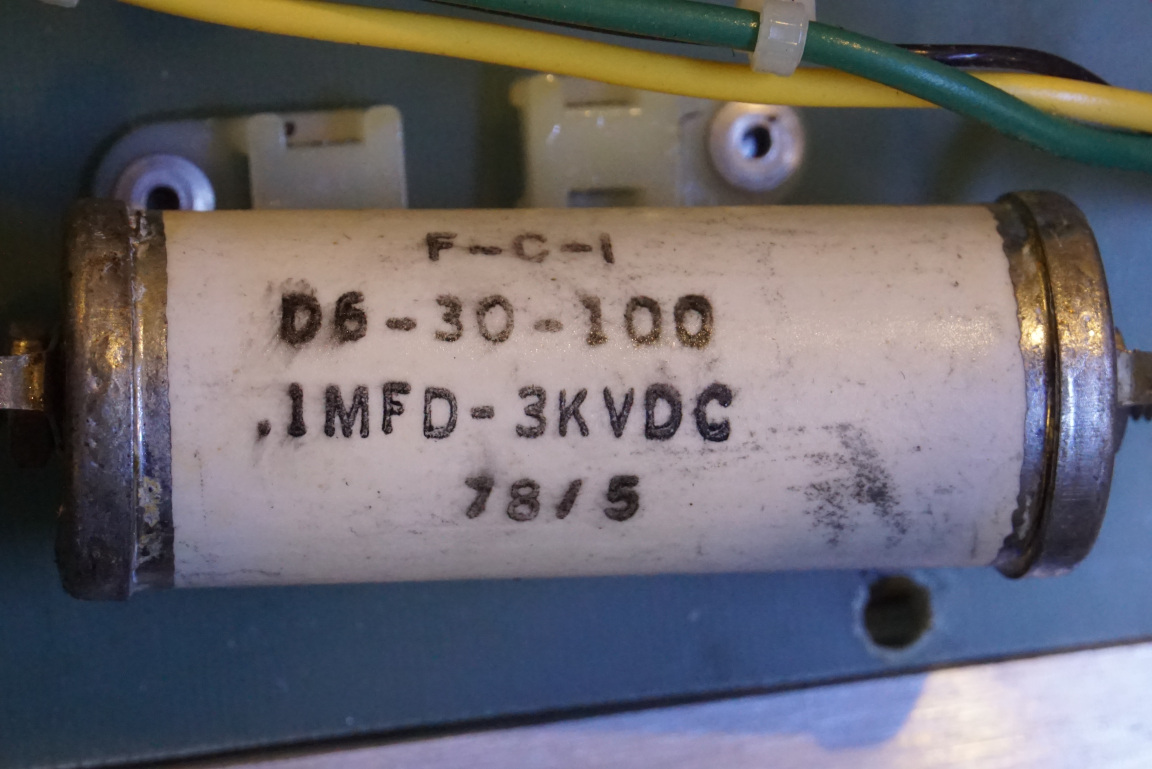 F-C-I
D6-30-100
.1MFD-3KVDC
78/5